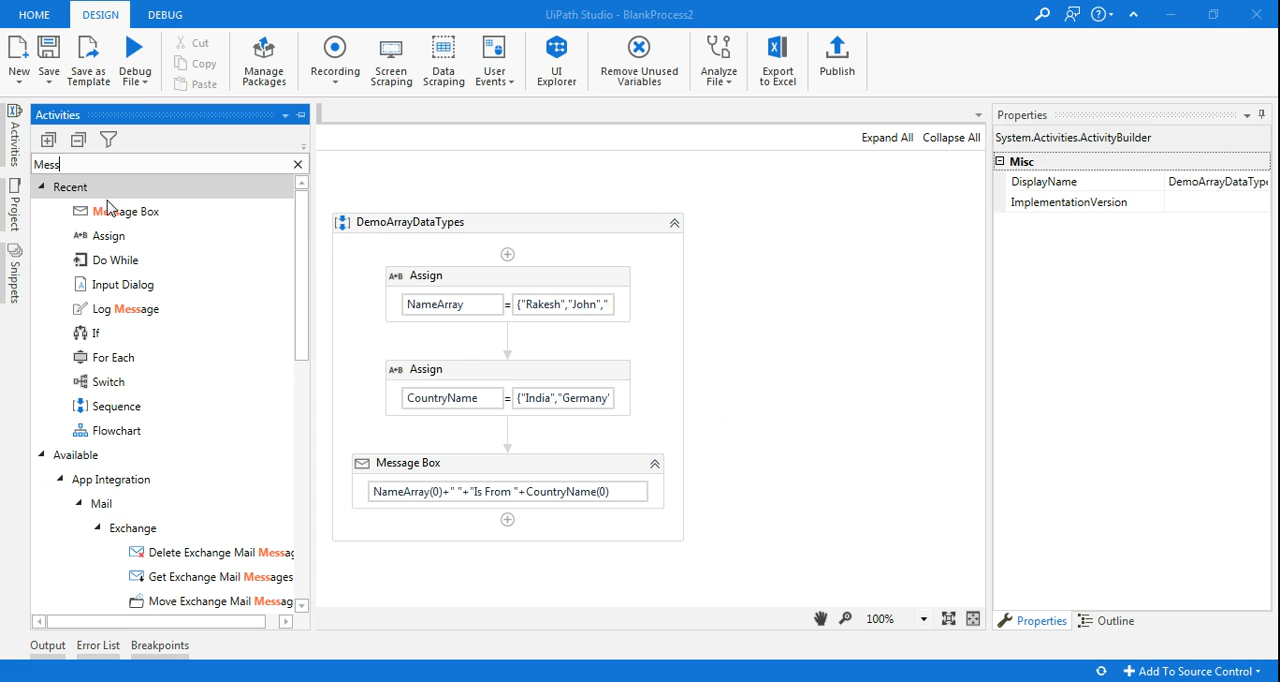 HOME DESIGN DEBUG UiPath Studio - BlankProcess2
New Save Save as Template Debug File Cut Copy Paste Manage Packages Recording Screen Scraping Data Scraping User Events UI Explorer Remove Unused Variables Analyze File Export to Excel Publish
Activities
Project
Snippets
Activities
Mess
Recent
Message Box
Assign
Do While
Input Dialog
Log Message
If
For Each
Switch
Sequence
Flowchart
Available
App Integration
Mail
Exchange
Delete Exchange Mail Messag
Get Exchange Mail Messages
Move Exchange Mail Messag
Expand All Collapse All
DemoArrayDataTypes
A*B Assign
NameArray = {"Rakesh","John","
A*B Assign
CountryName = {"India","Germany'
Message Box
NameArray(0)+" "+"Is From "+CountryName(0)
100%
Properties
System.Activities.ActivityBuilder
Misc
DisplayName DemoArrayDataType
ImplementationVersion
Properties Outline
Output Error List Breakpoints
Add To Source Control